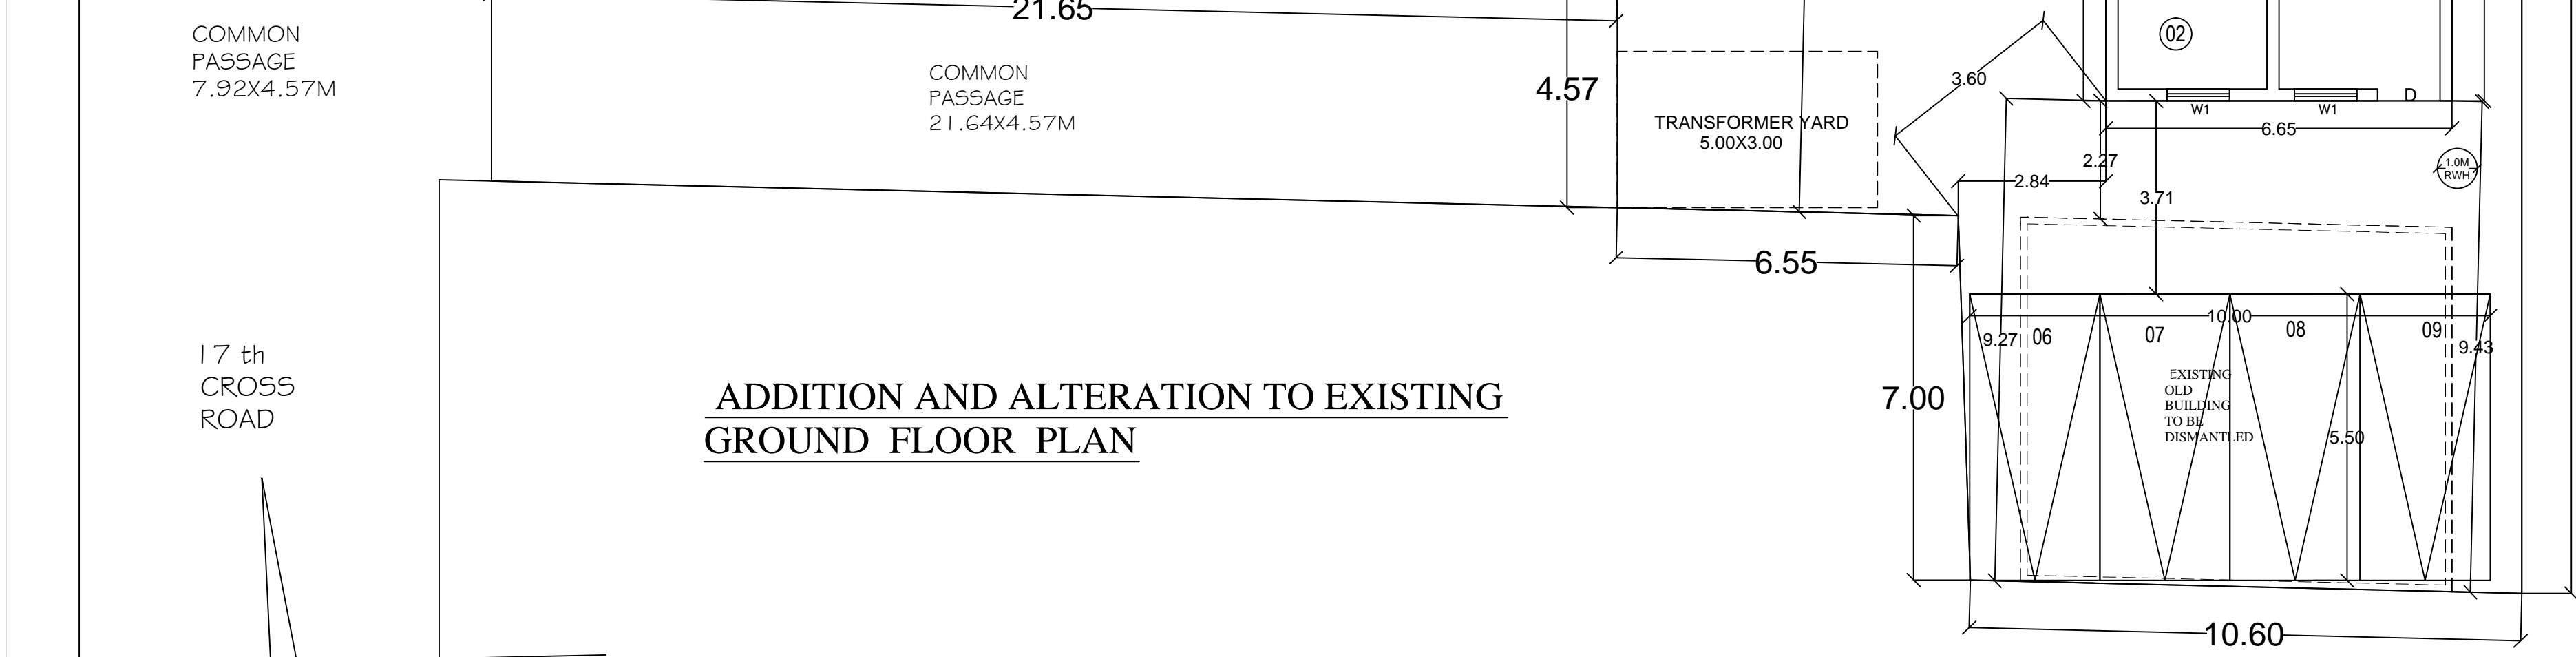 21.65
COMMON
PASSAGE
7.92X4.57M
COMMON
PASSAGE
21.64X4.57M
4.57
TRANSFORMER YARD
5.00X3.00
3.60
02
W1
W1
D
6.65
2.27
1.0M
RWH
2.84
3.71
6.55
10.00
06
07
08
09
9.27
9.43
17 th
CROSS
ROAD
ADDITION AND ALTERATION TO EXISTING
GROUND FLOOR PLAN
7.00
EXISTING
OLD
BUILDING
TO BE
DISMANTLED
5.50
10.60